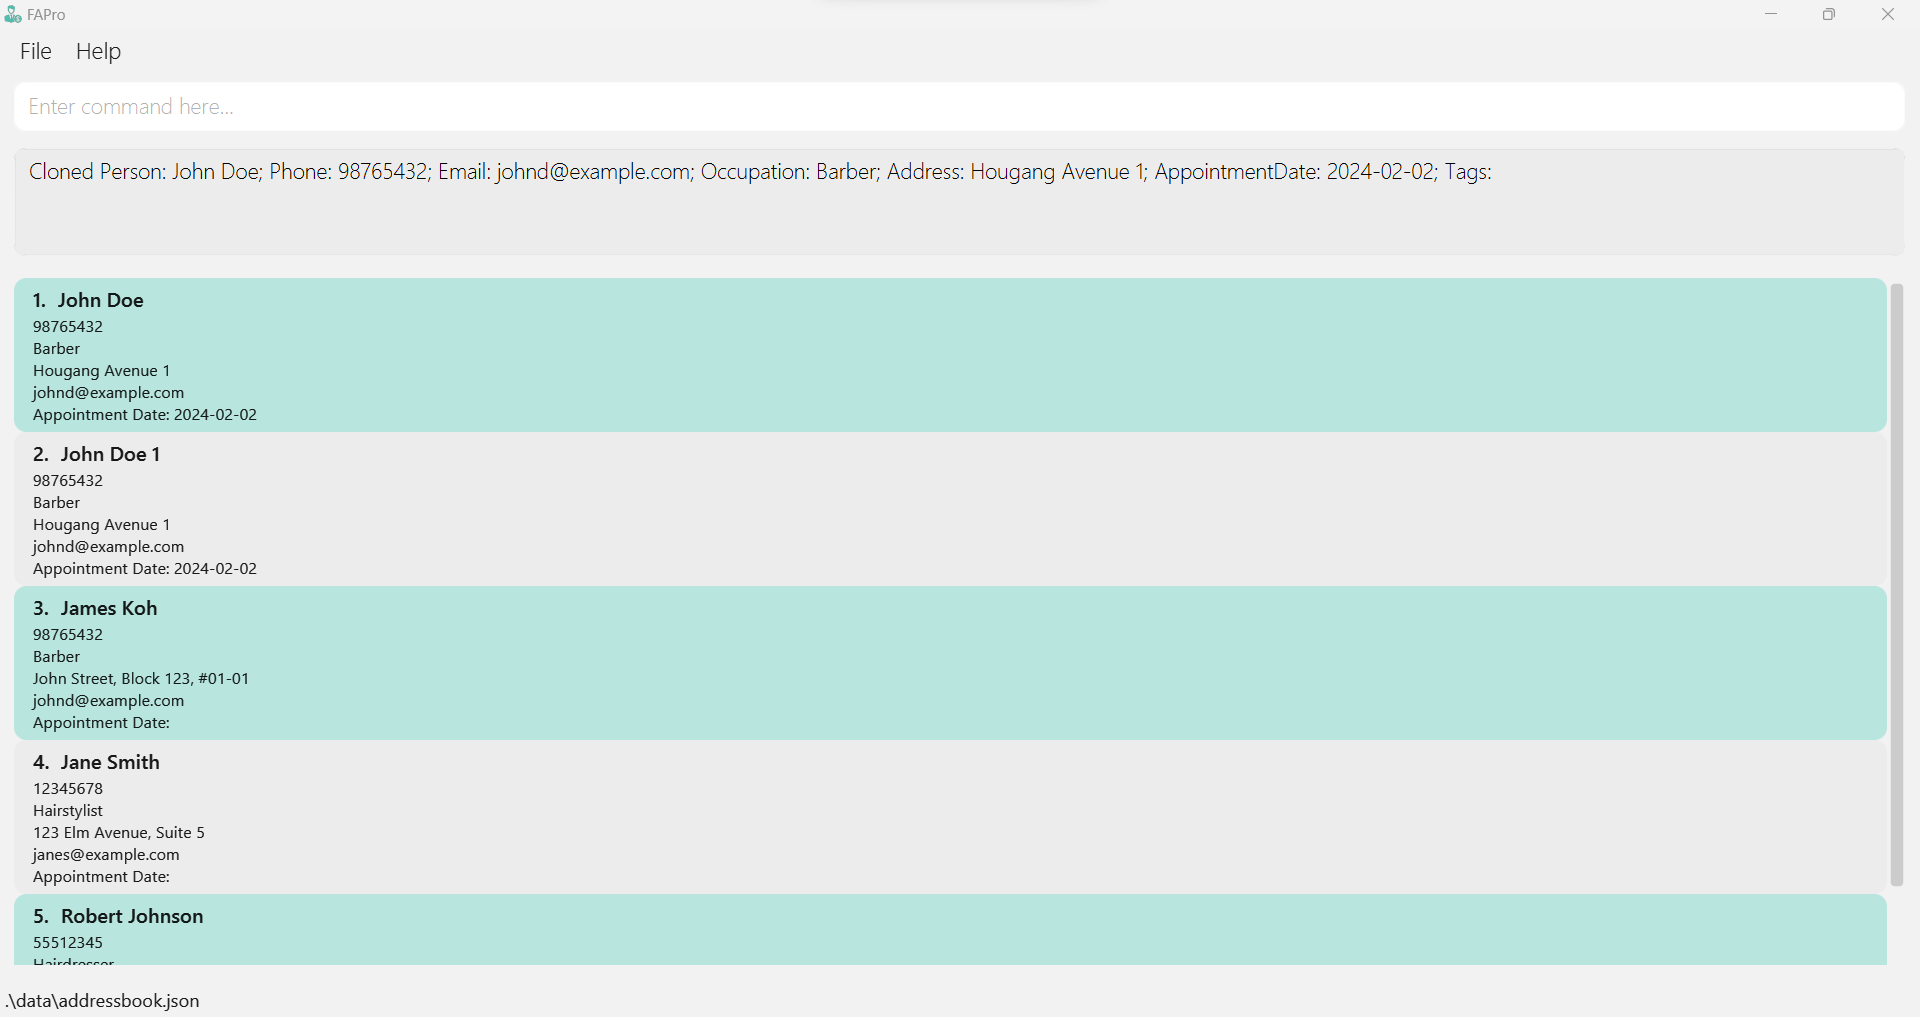 FAPro
File Help
Enter command here...
Cloned Person: John Doe; Phone: 98765432; Email: johnd@example.com; Occupation: Barber; Address: Hougang Avenue 1; AppointmentDate: 2024-02-02; Tags:
1. John Doe
98765432
Barber
Hougang Avenue 1
johnd@example.com
Appointment Date: 2024-02-02
2. John Doe 1
98765432
Barber
Hougang Avenue 1
johnd@example.com
Appointment Date: 2024-02-02
3. James Koh
98765432
Barber
John Street, Block 123, #01-01
johnd@example.com
Appointment Date:
4. Jane Smith
12345678
Hairstylist
123 Elm Avenue, Suite 5
janes@example.com
Appointment Date:
5. Robert Johnson
55512345
Hairdresser
.\data\addressbook.json